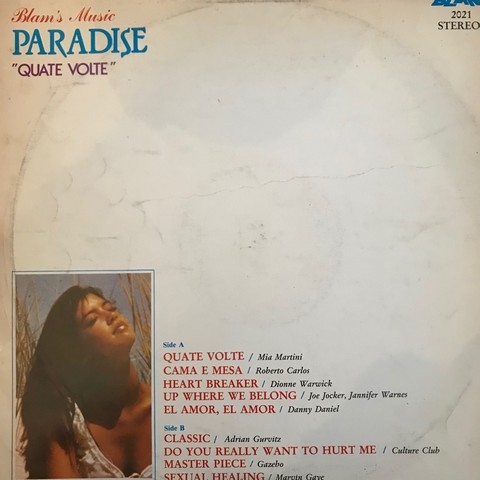 Blam's Music
PARADISE
"QUATE VOLTE"
2021
STEREO
Side A
QUATE VOLTE / Mia Martini
CAMA E MESA / Roberto Carlos
HEART BREAKER / Dionne Warwick
UP WHERE WE BELONG / Joe Jocker, Jannifer Warnes
EL AMOR, EL AMOR / Danny Daniel
Side B
CLASSIC / Adrian Gurvitz
DO YOU REALLY WANT TO HURT ME / Culture Club
MASTER PIECE / Gazebo
SEXUAL HEALING / Marvin Gaye